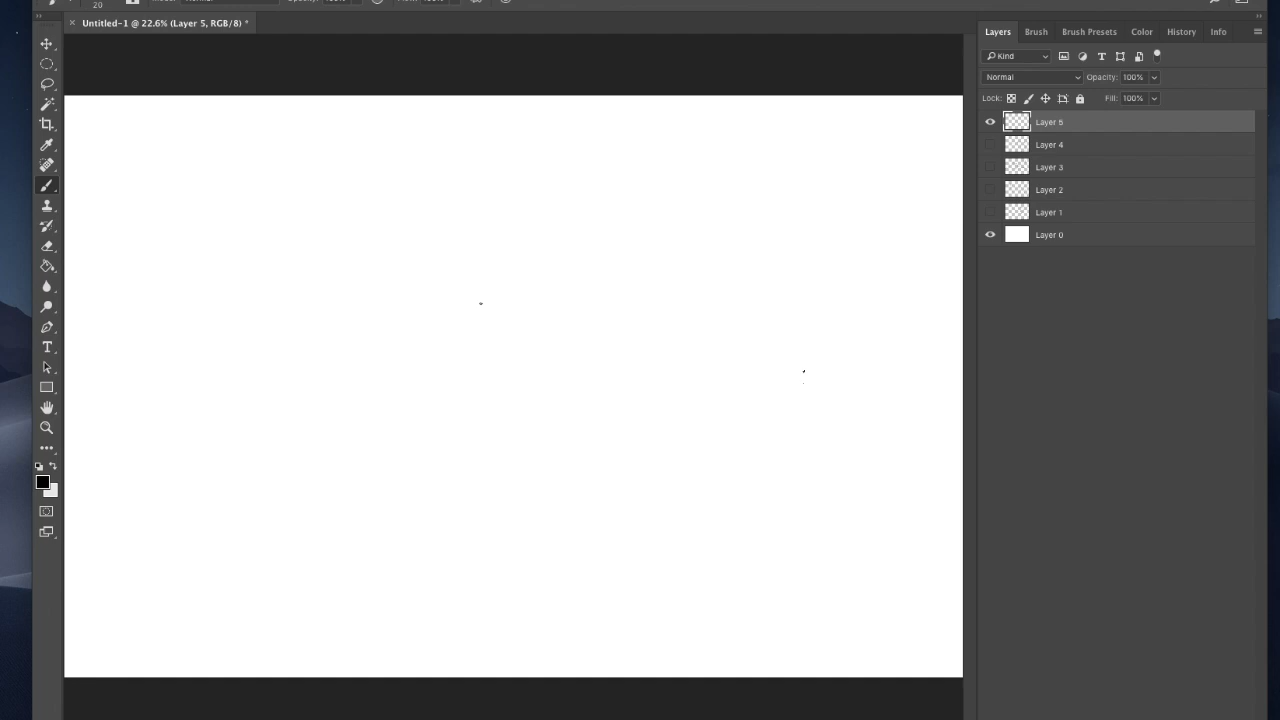 20
Untitled-1 @ 22.6% (Layer 5, RGB/8) *
Layers Brush Brush Presets Color History Info
Kind
Normal Opacity: 100%
Lock: Fill: 100%
Layer 5
Layer 4
Layer 3
Layer 2
Layer 1
Layer 0